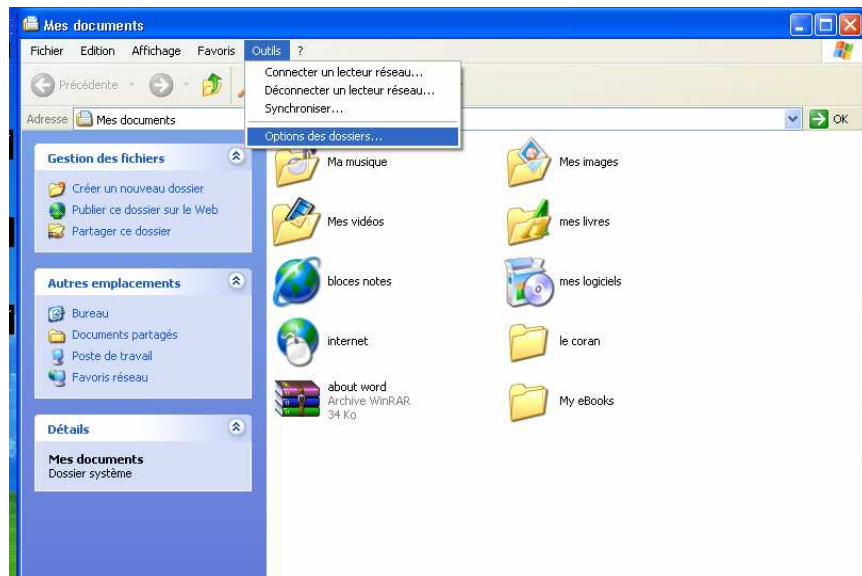 Mes documents
Fichier Edition Affichage Favoris Outils ?
Connecter un lecteur réseau...
Déconnecter un lecteur réseau...
Synchroniser...
Options des dossiers...
Précédente
Adresse Mes documents OK
Gestion des fichiers
Créer un nouveau dossier
Publier ce dossier sur le Web
Partager ce dossier
Autres emplacements
Bureau
Documents partagés
Poste de travail
Favoris réseau
Détails
Mes documents
Dossier système
Ma musique
Mes images
Mes vidéos
mes livres
bloces notes
mes logiciels
internet
le coran
about word
Archive WinRAR
34 Ko
My eBooks